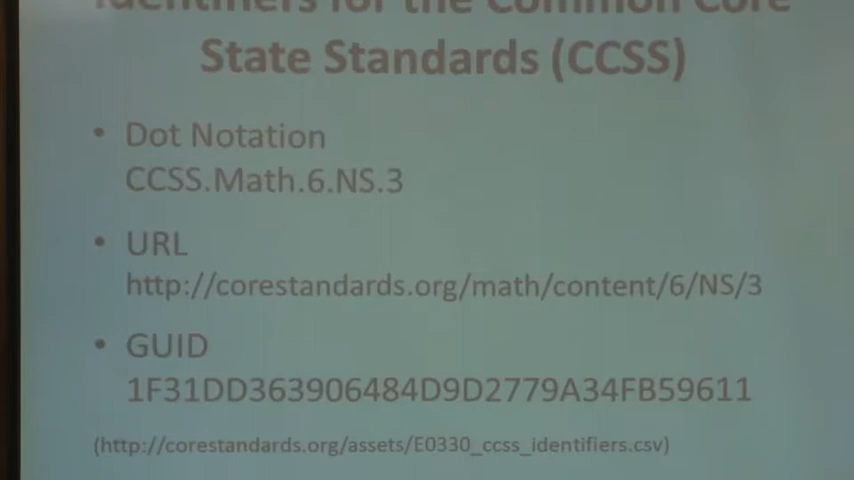 Identifiers for the Common Core
State Standards (CCSS)
• Dot Notation
CCSS.Math.6.NS.3
• URL
http://corestandards.org/math/content/6/NS/3
• GUID
1F31DD363906484D9D2779A34FB59611
(http://corestandards.org/assets/E0330_ccss_identifiers.csv)